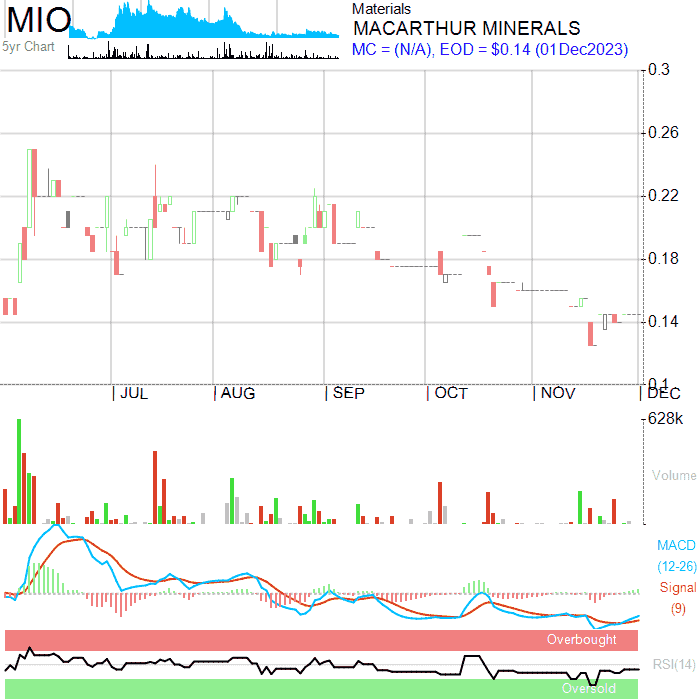 MIO
5yr Chart
Materials
MACARTHUR MINERALS
MC = (N/A), EOD = $0.14 (01Dec2023)
0.3
0.26
0.22
0.18
0.14
0.1
JUL AUG SEP OCT NOV DEC
628k
Volume
MACD
(12-26)
Signal
(9)
Overbought
RSI(14)
Oversold